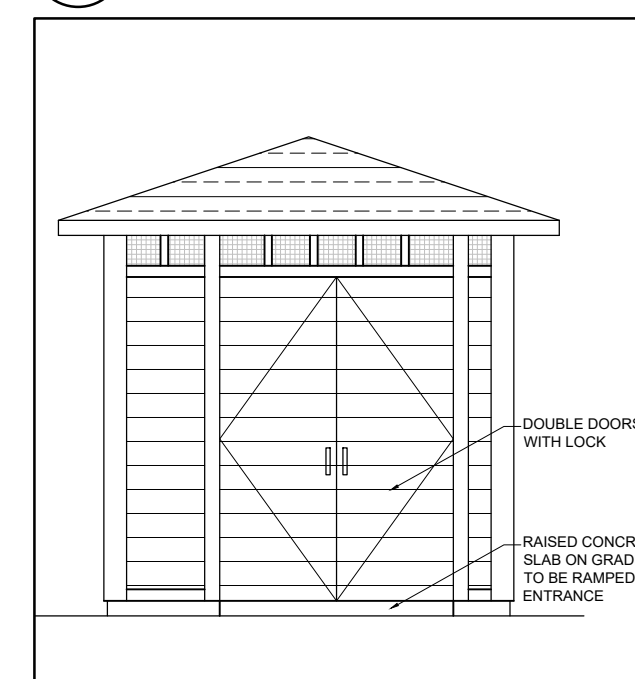 DOUBLE DOORS
WITH LOCK
RAISED CONCR
SLAB ON GRAD
TO BE RAMPED
ENTRANCE